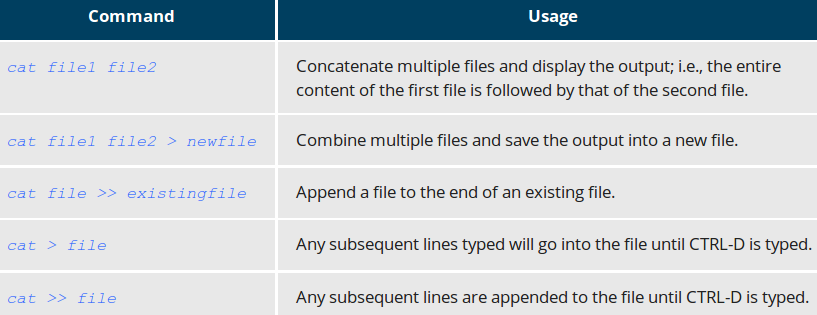 Command Usage
cat file1 file2 Concatenate multiple files and display the output; i.e., the entire
content of the first file is followed by that of the second file.
cat file1 file2 > newfile Combine multiple files and save the output into a new file.
cat file >> existingfile Append a file to the end of an existing file.
cat > file Any subsequent lines typed will go into the file until CTRL-D is typed.
cat >> file Any subsequent lines are appended to the file until CTRL-D is typed.